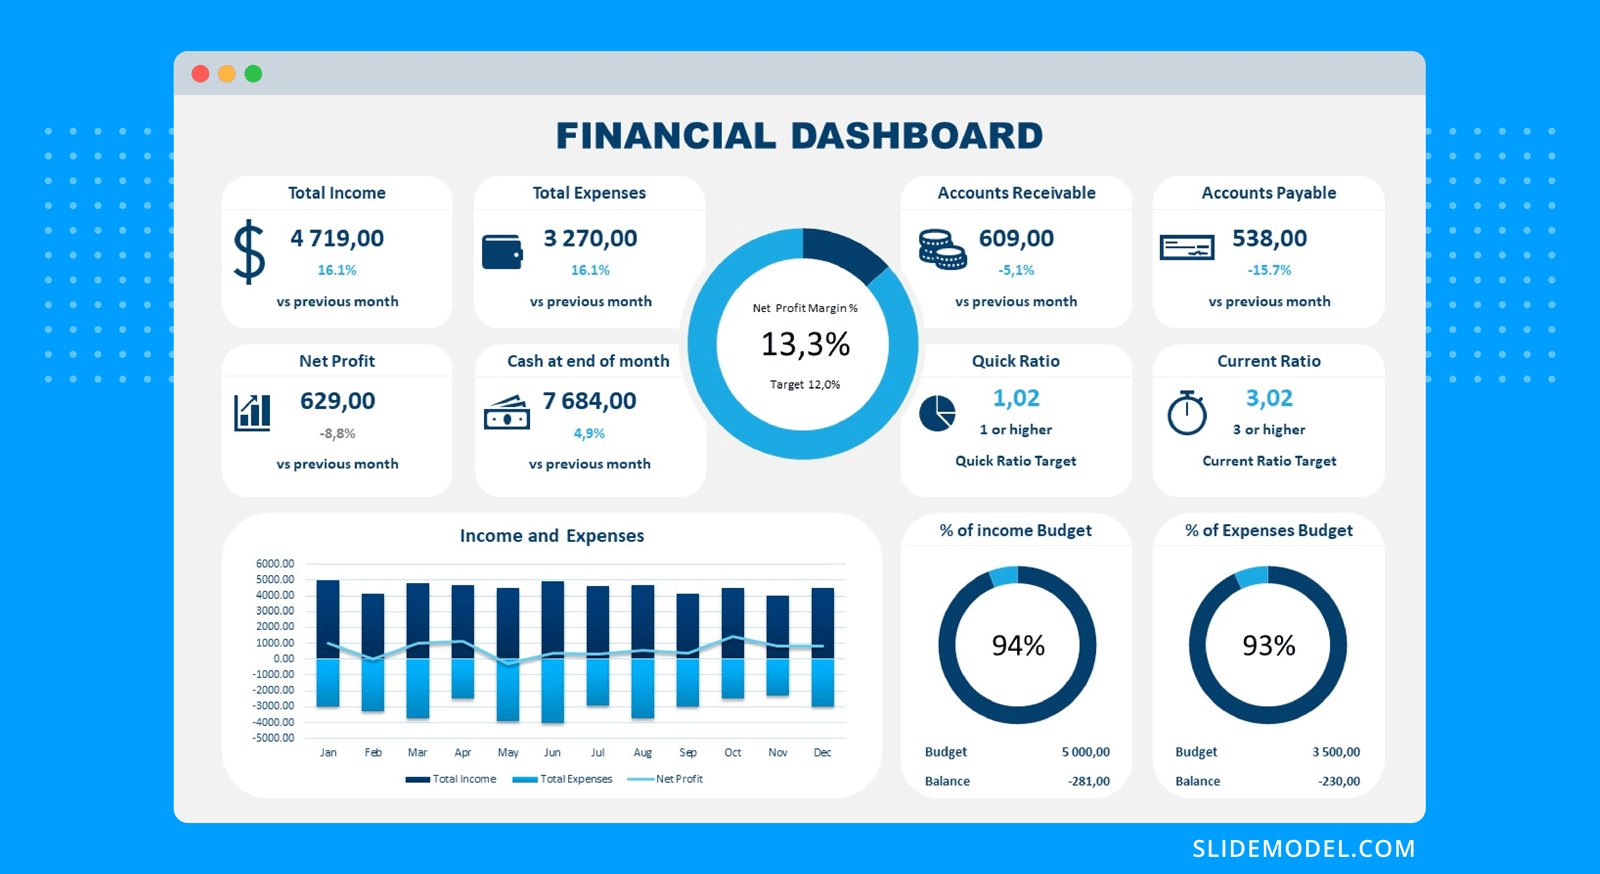 FINANCIAL DASHBOARD
Total Income
4 719,00
16.1%
vs previous month
Total Expenses
3 270,00
16.1%
vs previous month
Net Profit Margin %
13,3%
Target 12,0%
Accounts Receivable
609,00
-5,1%
vs previous month
Accounts Payable
538,00
-15.7%
vs previous month
Net Profit
629,00
-8,8%
vs previous month
Cash at end of month
7 684,00
4,9%
vs previous month
Quick Ratio
1,02
1 or higher
Quick Ratio Target
Current Ratio
3,02
3 or higher
Current Ratio Target
Income and Expenses
6000.00
5000.00
4000.00
3000.00
2000.00
1000.00
0.00
-1000.00
-2000.00
-3000.00
-4000.00
-5000.00
Jan Feb Mar Apr May Jun Jul Aug Sep Oct Nov Dec
Total Income Total Expenses Net Profit
% of income Budget
94%
Budget 5 000,00
Balance -281,00
% of Expenses Budget
93%
Budget 3 500,00
Balance -230,00
SLIDEMODEL.COM